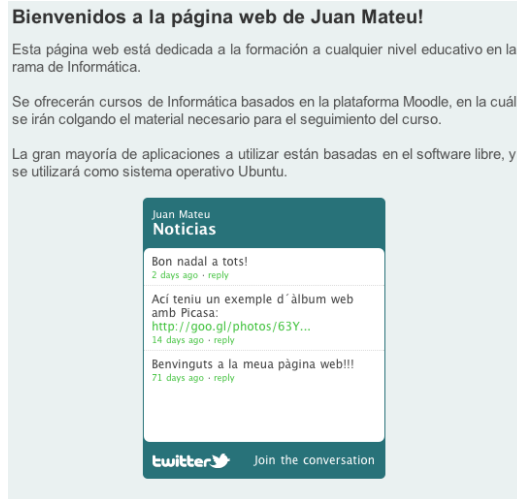 Bienvenidos a la página web de Juan Mateu!
Esta página web está dedicada a la formación a cualquier nivel educativo en la
rama de Informática.
Se ofrecerán cursos de Informática basados en la plataforma Moodle, en la cuál
se irán colgando el material necesario para el seguimiento del curso.
La gran mayoría de aplicaciones a utilizar están basadas en el software libre, y
se utilizará como sistema operativo Ubuntu.
Juan Mateu
Noticias
Bon nadal a tots!
2 days ago · reply
Ací teniu un exemple d´àlbum web
amb Picasa:
http://goo.gl/photos/63Y...
14 days ago · reply
Benvinguts a la meua pàgina web!!!
71 days ago · reply
twitter Join the conversation